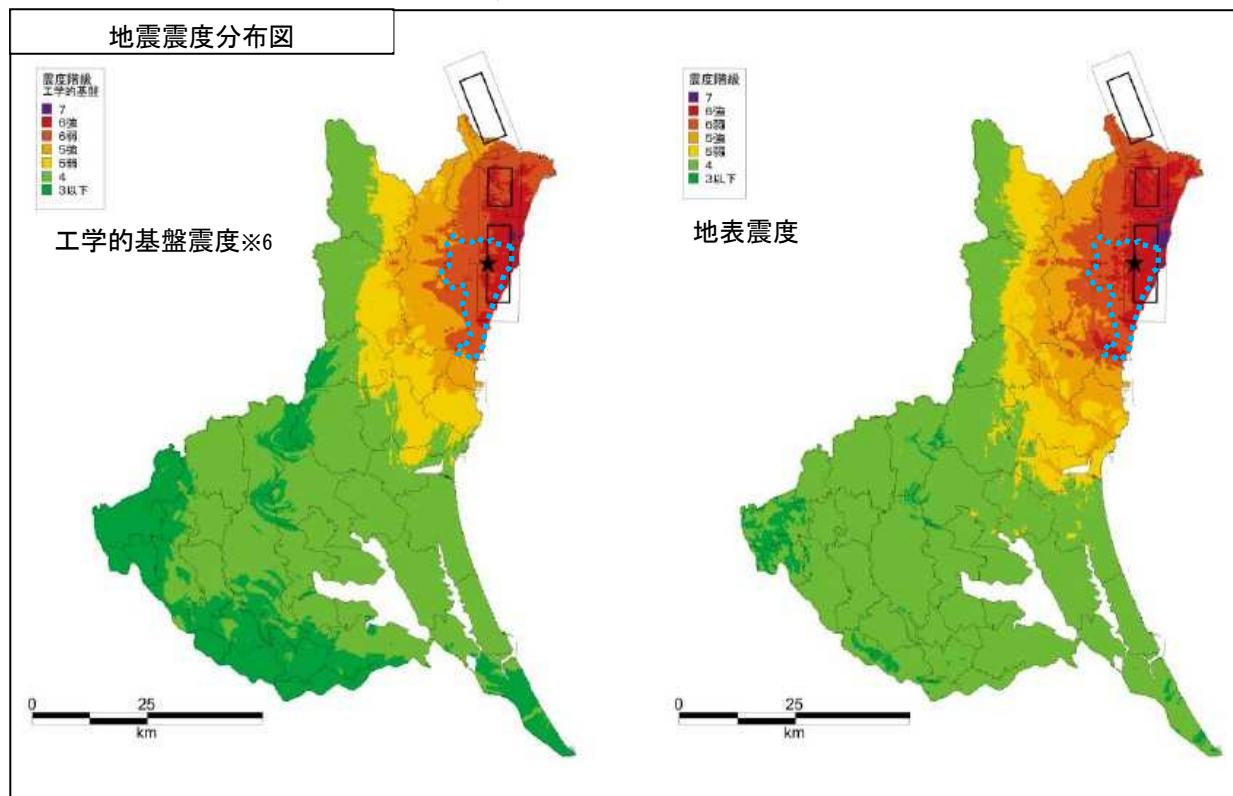 地震震度分布図
震度階級
工学的基盤
7
6強
6弱
5強
5弱
4
3以下
工学的基盤震度※6
0 25
km
震度階級
7
6強
6弱
5強
5弱
4
3以下
地表震度
0 25
km